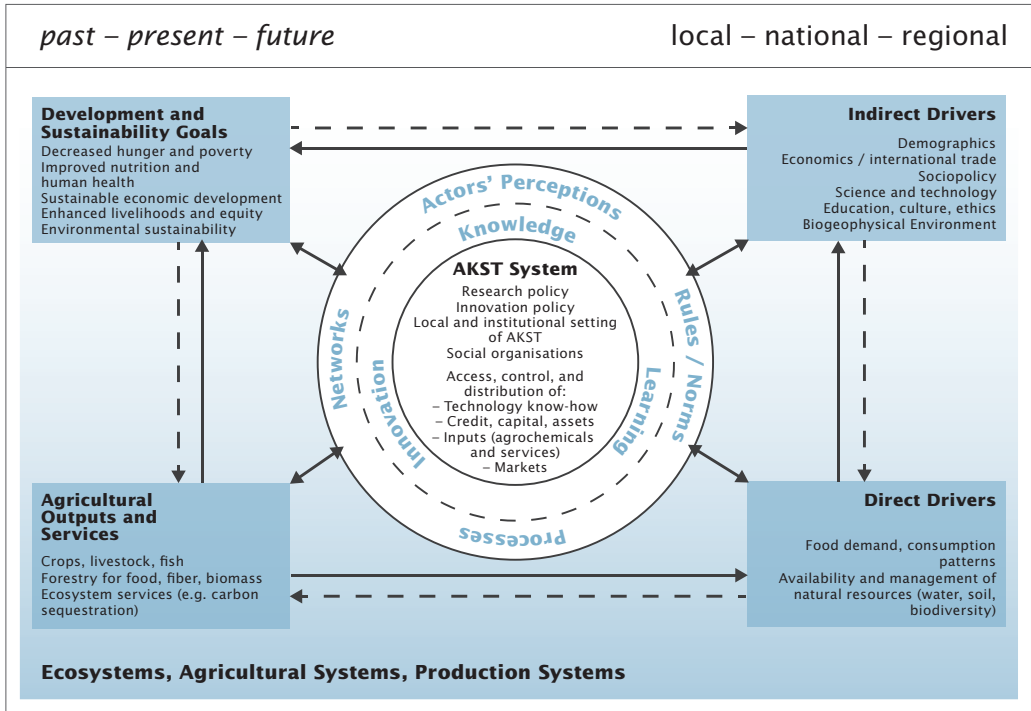 past – present – future
local – national – regional
Development and
Sustainability Goals
Decreased hunger and poverty
Improved nutrition and
human health
Sustainable economic development
Enhanced livelihoods and equity
Environmental sustainability
Indirect Drivers
Demographics
Economics / international trade
Sociopolicy
Science and technology
Education, culture, ethics
Biogeophysical Environment
Actors' Perceptions
Knowledge
Networks
Innovation
Rules / Norms
Learning
Processes
AKST System
Research policy
Innovation policy
Local and institutional setting
of AKST
Social organisations
Access, control, and
distribution of:
– Technology know-how
– Credit, capital, assets
– Inputs (agrochemicals
and services)
– Markets
Agricultural
Outputs and
Services
Crops, livestock, fish
Forestry for food, fiber, biomass
Ecosystem services (e.g. carbon
sequestration)
Direct Drivers
Food demand, consumption
patterns
Availability and management of
natural resources (water, soil,
biodiversity)
Ecosystems, Agricultural Systems, Production Systems